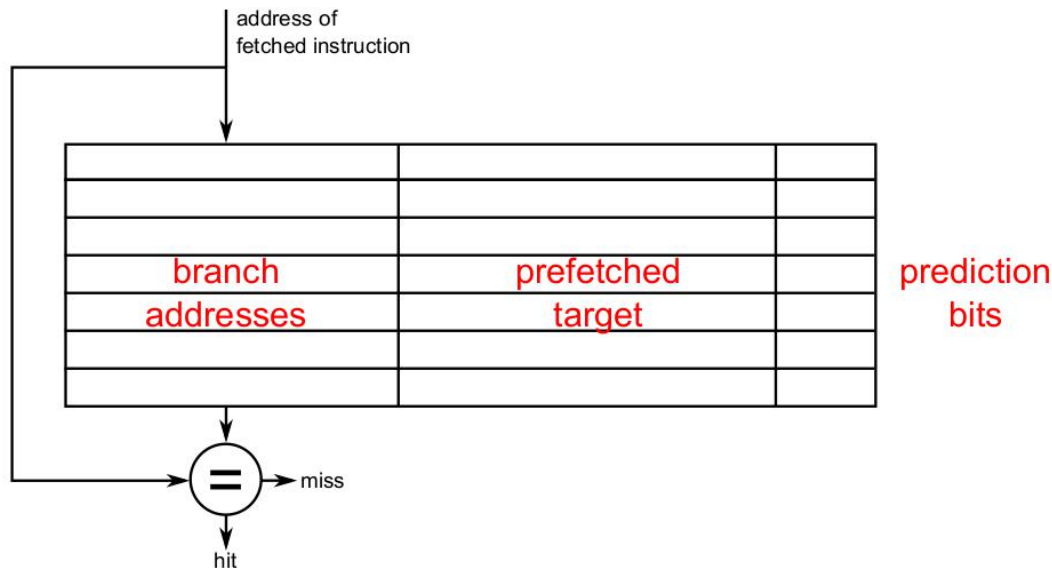 address of
fetched instruction
branch
addresses
prefetched
target
prediction
bits
=
miss
hit